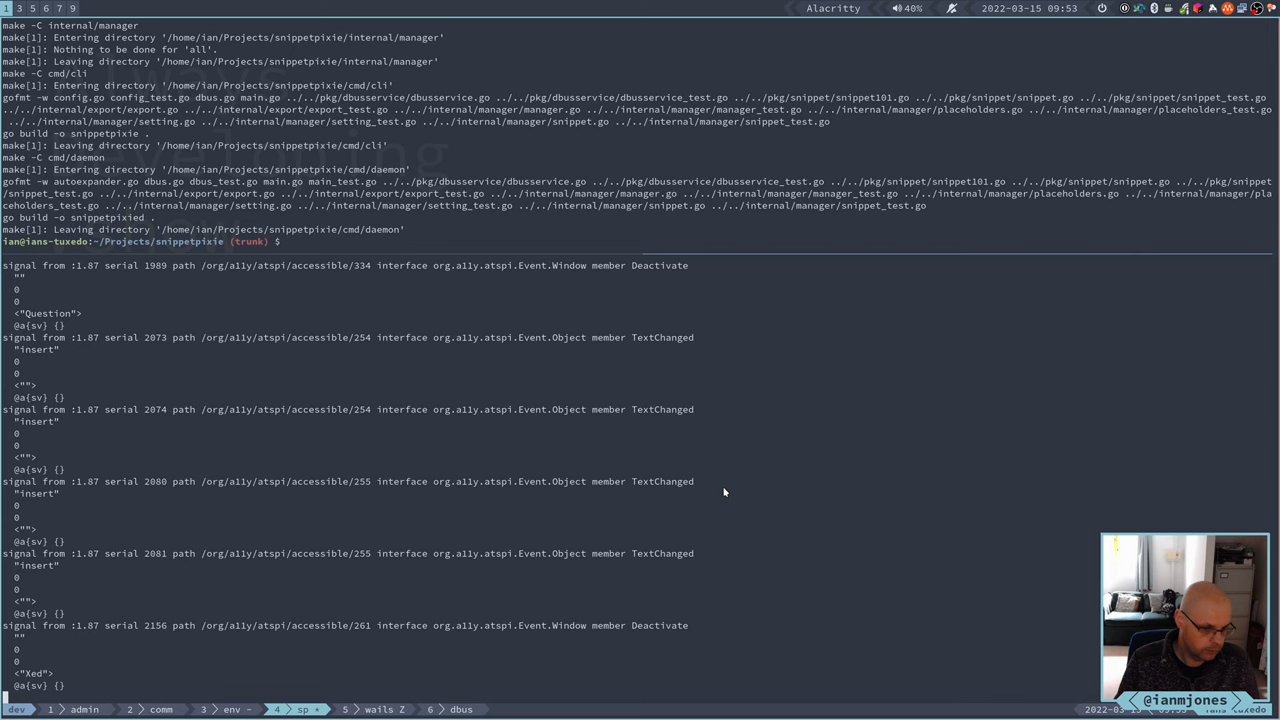 1 3 4 5 6 7 9 Alacritty 40% 2022-03-15 09:53
make -C internal/manager
make[1]: Entering directory '/home/ian/Projects/snippetpixie/internal/manager'
make[1]: Nothing to be done for 'all'.
make[1]: Leaving directory '/home/ian/Projects/snippetpixie/internal/manager'
make -C cmd/cli
make[1]: Entering directory '/home/ian/Projects/snippetpixie/cmd/cli'
gofmt -w config.go config_test.go dbus.go main.go ../../pkg/dbusservice/dbusservice.go ../../pkg/dbusservice/dbusservice_test.go ../../pkg/snippet/snippet101.go ../../pkg/snippet/snippet.go ../../pkg/snippet/snippet_test.go
../../internal/export/export.go ../../internal/export/export_test.go ../../internal/manager/manager.go ../../internal/manager/manager_test.go ../../internal/manager/placeholders.go ../../internal/manager/placeholders_test.go
../../internal/manager/setting.go ../../internal/manager/setting_test.go ../../internal/manager/snippet.go ../../internal/manager/snippet_test.go
go build -o snippetpixie .
make[1]: Leaving directory '/home/ian/Projects/snippetpixie/cmd/cli'
make -C cmd/daemon
make[1]: Entering directory '/home/ian/Projects/snippetpixie/cmd/daemon'
gofmt -w autoexpander.go dbus.go dbus_test.go main.go main_test.go ../../pkg/dbusservice/dbusservice.go ../../pkg/dbusservice/dbusservice_test.go ../../pkg/snippet/snippet101.go ../../pkg/snippet/snippet.go ../../pkg/snippet
/snippet_test.go ../../internal/export/export.go ../../internal/export/export_test.go ../../internal/manager/manager.go ../../internal/manager/manager_test.go ../../internal/manager/placeholders.go ../../internal/manager/pla
ceholders_test.go ../../internal/manager/setting.go ../../internal/manager/setting_test.go ../../internal/manager/snippet.go ../../internal/manager/snippet_test.go
go build -o snippetpixied .
make[1]: Leaving directory '/home/ian/Projects/snippetpixie/cmd/daemon'
ian@ians-tuxedo:~/Projects/snippetpixie (trunk) $
signal from :1.87 serial 1989 path /org/a11y/atspi/accessible/334 interface org.a11y.atspi.Event.Window member Deactivate
""
0
0
<"Question">
@a{sv} {}
signal from :1.87 serial 2073 path /org/a11y/atspi/accessible/254 interface org.a11y.atspi.Event.Object member TextChanged
"insert"
0
0
<"">
@a{sv} {}
signal from :1.87 serial 2074 path /org/a11y/atspi/accessible/254 interface org.a11y.atspi.Event.Object member TextChanged
"insert"
0
0
<"">
@a{sv} {}
signal from :1.87 serial 2080 path /org/a11y/atspi/accessible/255 interface org.a11y.atspi.Event.Object member TextChanged
"insert"
0
0
<"">
@a{sv} {}
signal from :1.87 serial 2081 path /org/a11y/atspi/accessible/255 interface org.a11y.atspi.Event.Object member TextChanged
"insert"
0
0
<"">
@a{sv} {}
signal from :1.87 serial 2156 path /org/a11y/atspi/accessible/261 interface org.a11y.atspi.Event.Window member Deactivate
""
0
0
<"Xed">
@a{sv} {}
@ianmjones
dev 1 admin 2 comm 3 env - 4 sp * 5 wails Z 6 dbus